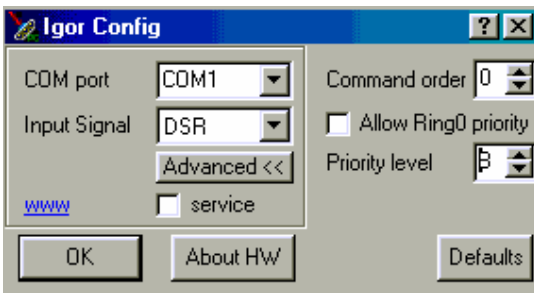 Igor Config
COM port COM1
Input Signal DSR
Advanced <<
www service
Command order 0
Allow Ring0 priority
Priority level 3
OK About HW Defaults